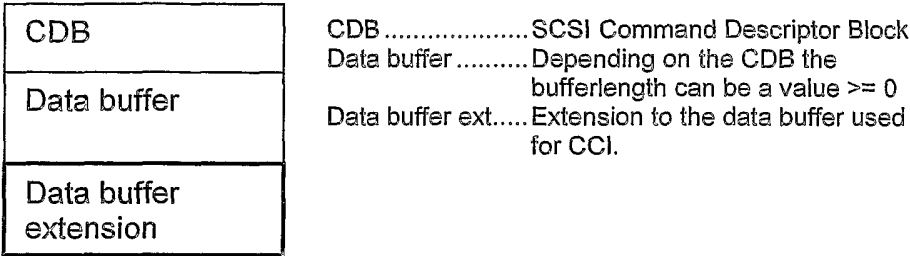 CDB
Data buffer
Data buffer
extension
CDB....................SCSI Command Descriptor Block
Data buffer..........Depending on the CDB the
bufferlength can be a value >= 0
Data buffer ext.....Extension to the data buffer used
for CCI.